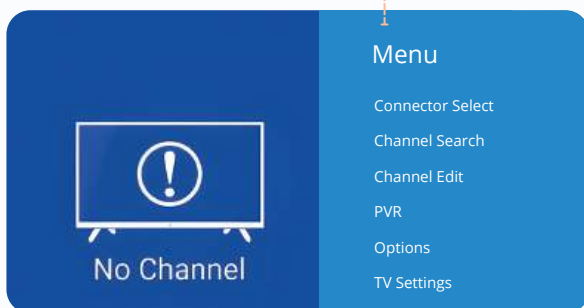 No Channel
Menu
Connector Select
Channel Search
Channel Edit
PVR
Options
TV Settings